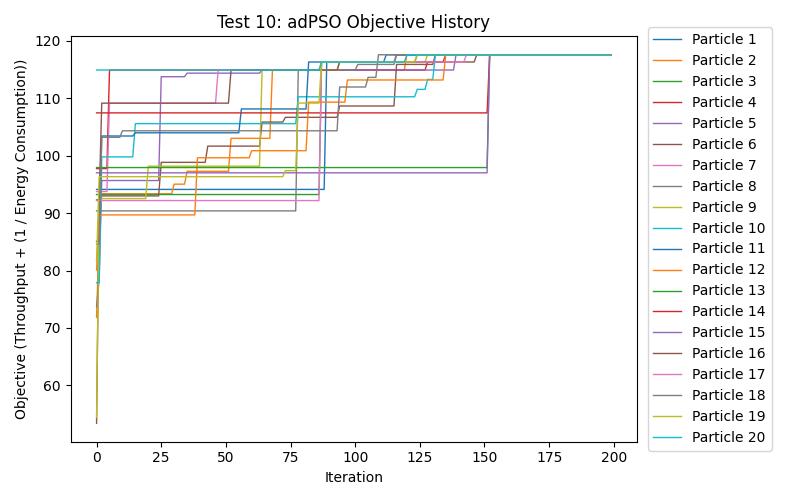 Test 10: adPSO Objective History
120
110
100
90
80
70
60
Objective (Throughput + (1 / Energy Consumption))
0 25 50 75 100 125 150 175 200
Iteration
Particle 1
Particle 2
Particle 3
Particle 4
Particle 5
Particle 6
Particle 7
Particle 8
Particle 9
Particle 10
Particle 11
Particle 12
Particle 13
Particle 14
Particle 15
Particle 16
Particle 17
Particle 18
Particle 19
Particle 20